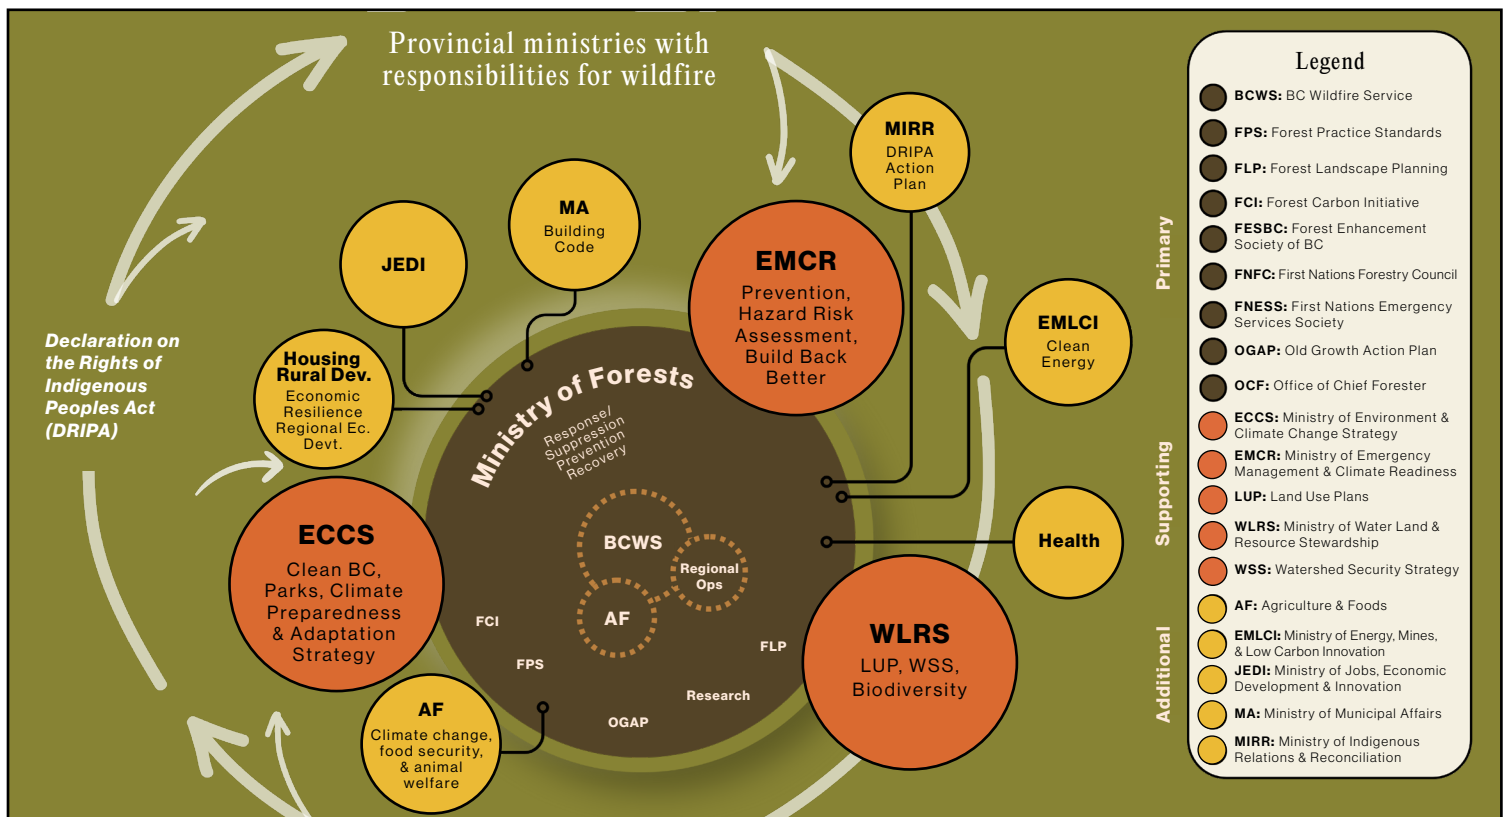 Provincial ministries with
responsibilities for wildfire
Declaration on
the Rights of
Indigenous
Peoples Act
(DRIPA)
JEDI
MA
Building
Code
MIRR
DRIPA
Action
Plan
EMCR
Prevention,
Hazard Risk
Assessment,
Build Back
Better
EMLCI
Clean
Energy
Housing
Rural Dev.
Economic
Resilience
Regional Ec.
Devt.
Ministry of Forests
Response/
Suppression
Prevention
Recovery
BCWS
Regional
Ops
AF
FCI
FPS
OGAP
Research
FLP
Health
ECCS
Clean BC,
Parks, Climate
Preparedness
& Adaptation
Strategy
WLRS
LUP, WSS,
Biodiversity
AF
Climate change,
food security,
& animal
welfare
Legend
Primary
BCWS: BC Wildfire Service
FPS: Forest Practice Standards
FLP: Forest Landscape Planning
FCI: Forest Carbon Initiative
FESBC: Forest Enhancement
Society of BC
FNFC: First Nations Forestry Council
FNESS: First Nations Emergency
Services Society
OGAP: Old Growth Action Plan
OCF: Office of Chief Forester
Supporting
ECCS: Ministry of Environment &
Climate Change Strategy
EMCR: Ministry of Emergency
Management & Climate Readiness
LUP: Land Use Plans
WLRS: Ministry of Water Land &
Resource Stewardship
WSS: Watershed Security Strategy
Additional
AF: Agriculture & Foods
EMLCI: Ministry of Energy, Mines,
& Low Carbon Innovation
JEDI: Ministry of Jobs, Economic
Development & Innovation
MA: Ministry of Municipal Affairs
MIRR: Ministry of Indigenous
Relations & Reconciliation